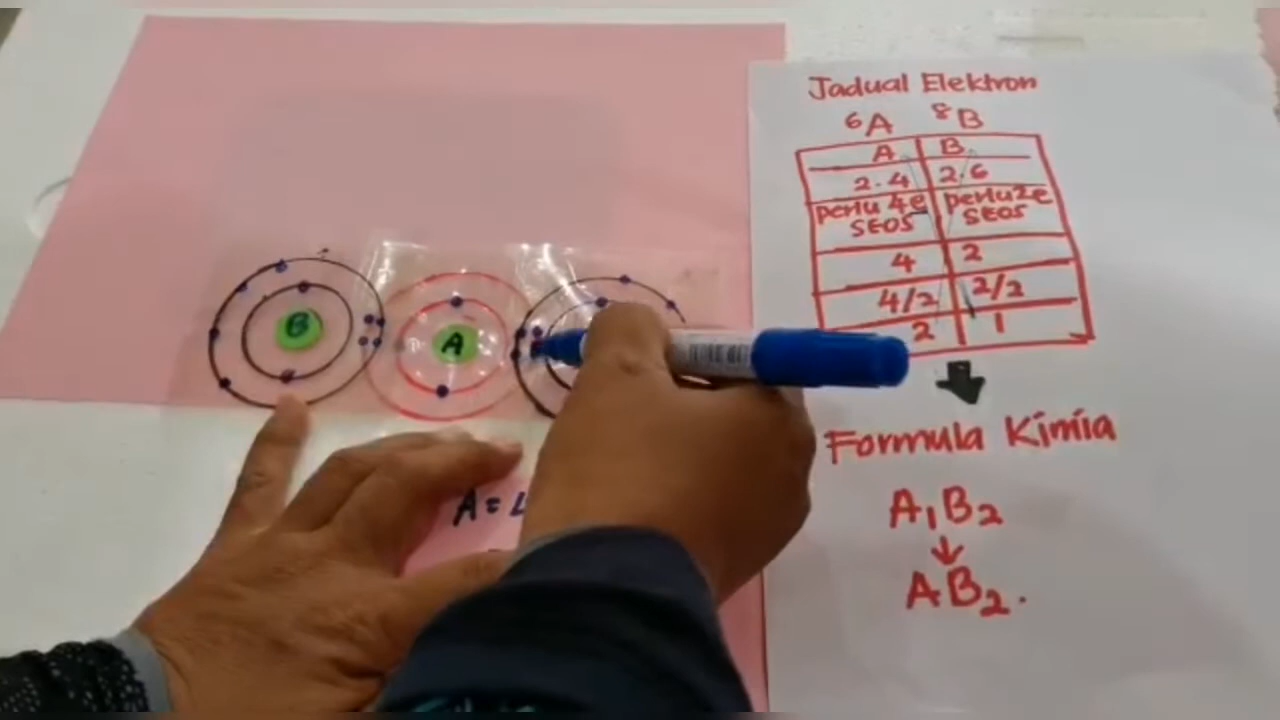 Jadual Elektron
6A 8B
A B
2.4 2.6
perlu 4e perlu 2e
SEOS SEOS
4 2
4/2 2/2
2 1
Formula Kimia
A1B2
AB2.
B A
A =